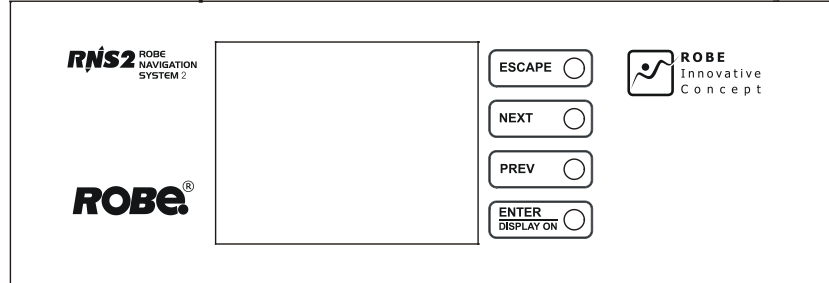 RNS2 ROBE
NAVIGATION
SYSTEM 2
ROBE®
ESCAPE
NEXT
PREV
ENTER
DISPLAY ON
ROBE
Innovative
Concept